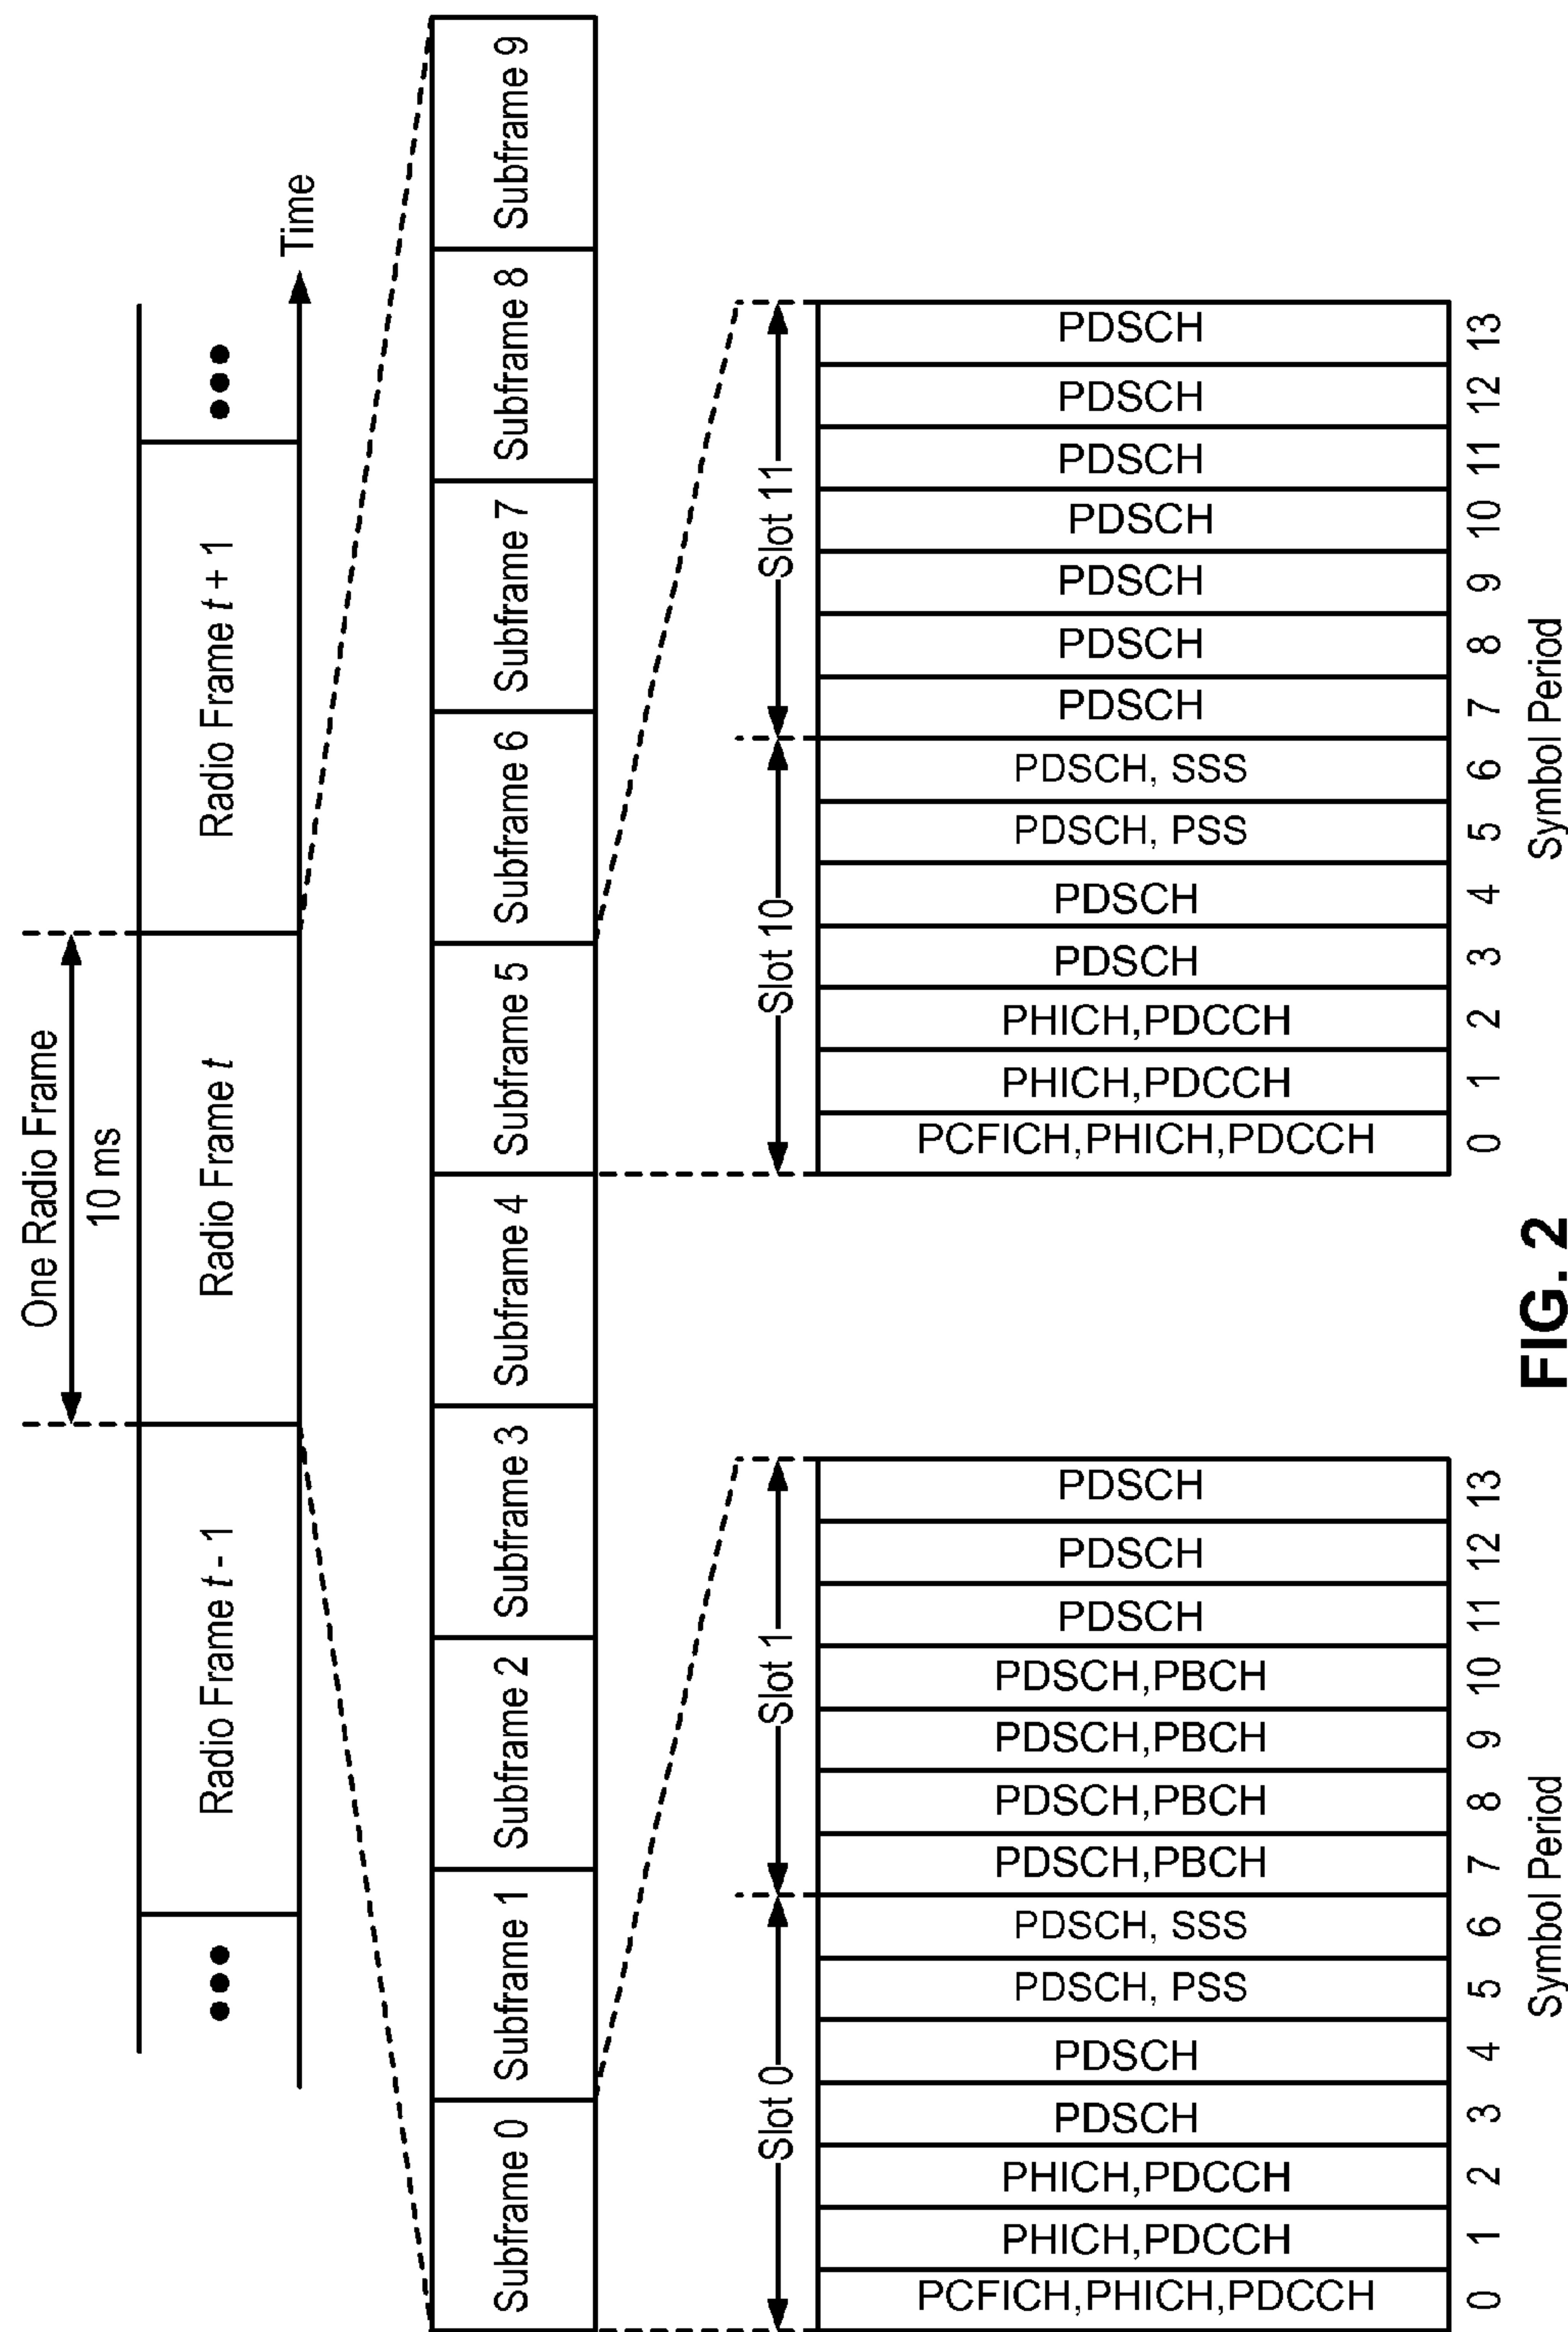 One Radio Frame
10 ms
Radio Frame t - 1
Radio Frame t
Radio Frame t + 1
Time
Subframe 0
Subframe 1
Subframe 2
Subframe 3
Subframe 4
Subframe 5
Subframe 6
Subframe 7
Subframe 8
Subframe 9
Slot 0
Slot 1
PCFICH,PHICH,PDCCH
PHICH,PDCCH
PHICH,PDCCH
PDSCH
PDSCH
PDSCH, PSS
PDSCH, SSS
PDSCH,PBCH
PDSCH,PBCH
PDSCH,PBCH
PDSCH,PBCH
PDSCH
PDSCH
PDSCH
0 1 2 3 4 5 6 7 8 9 10 11 12 13
Symbol Period
Slot 10
Slot 11
PCFICH,PHICH,PDCCH
PHICH,PDCCH
PHICH,PDCCH
PDSCH
PDSCH
PDSCH, PSS
PDSCH, SSS
PDSCH
PDSCH
PDSCH
PDSCH
PDSCH
PDSCH
PDSCH
0 1 2 3 4 5 6 7 8 9 10 11 12 13
Symbol Period
FIG. 2